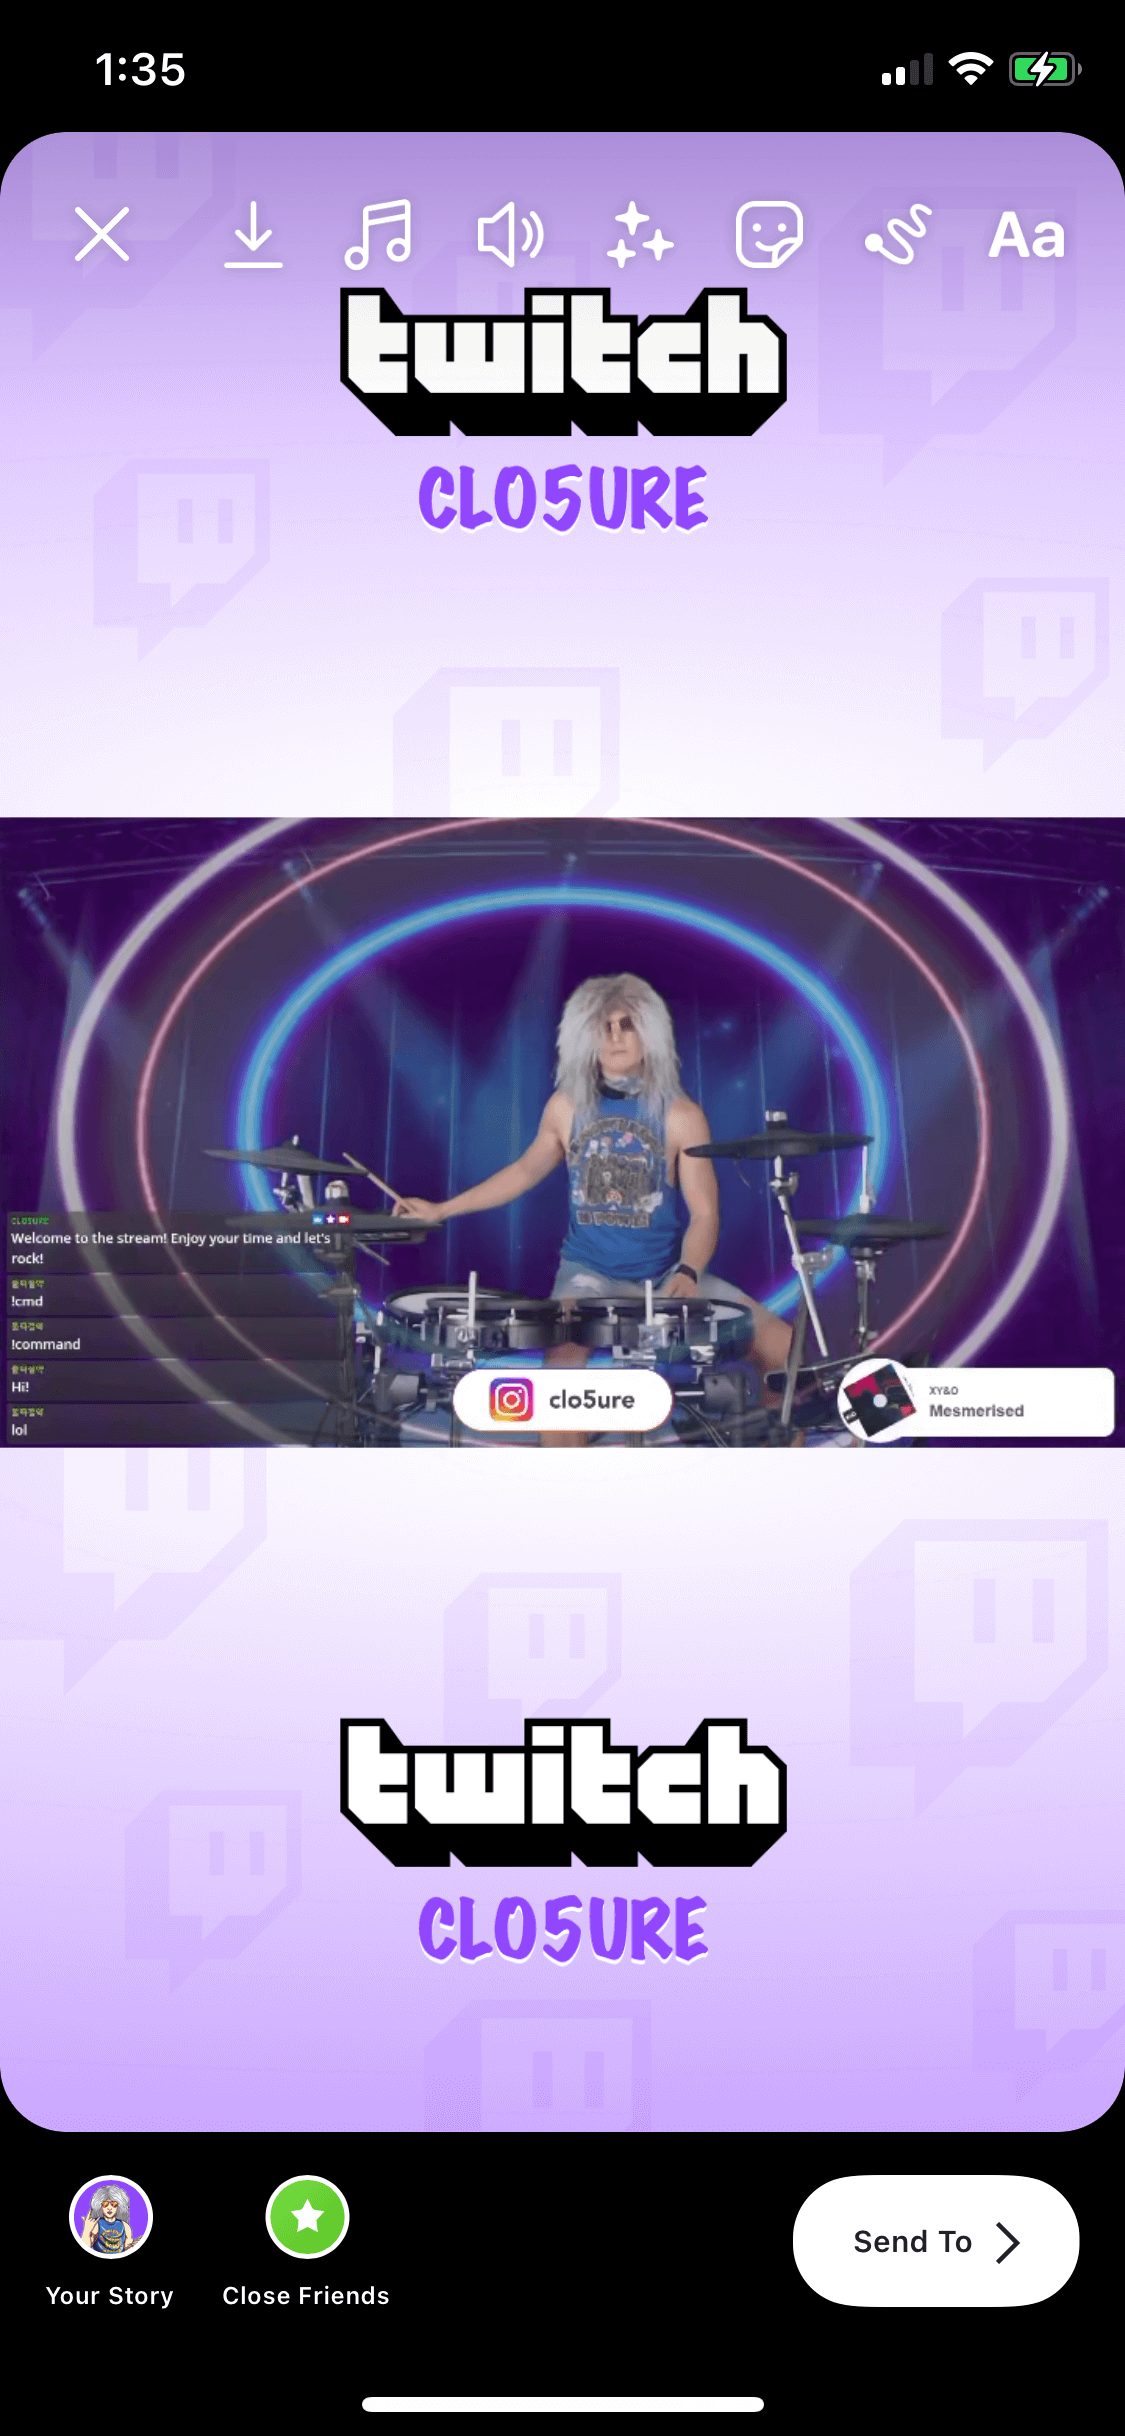 1:35
Aa
twitch
CLO5URE
CLO5URE
Welcome to the stream! Enjoy your time and let's
rock!
!cmd
!command
Hi!
lol
clo5ure
XY&O
Mesmerised
twitch
CLO5URE
Your Story
Close Friends
Send To